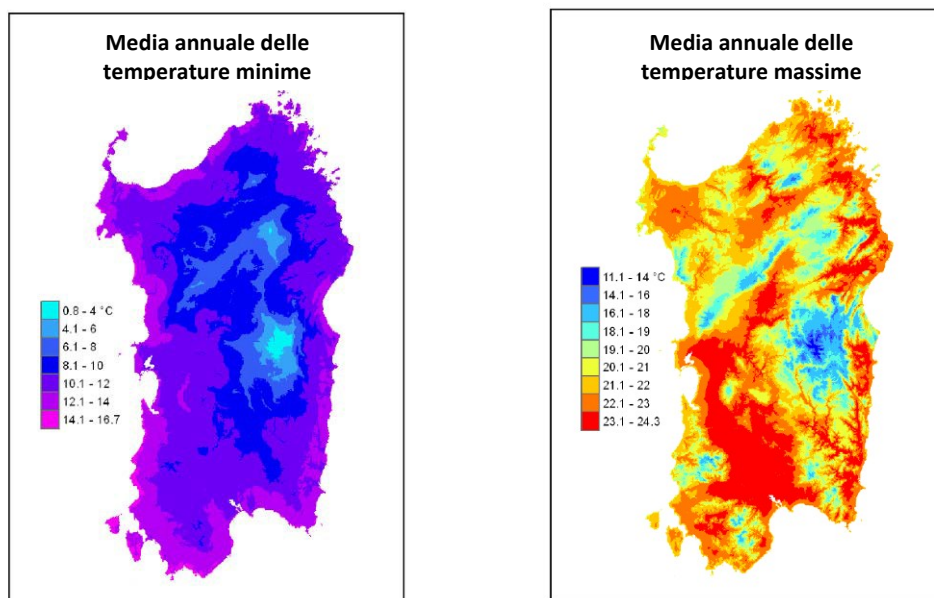 Media annuale delle
temperature minime
0.8 - 4 °C
4.1 - 6
6.1 - 8
8.1 - 10
10.1 - 12
12.1 - 14
14.1 - 16.7
Media annuale delle
temperature massime
11.1 - 14 °C
14.1 - 16
16.1 - 18
18.1 - 19
19.1 - 20
20.1 - 21
21.1 - 22
22.1 - 23
23.1 - 24.3